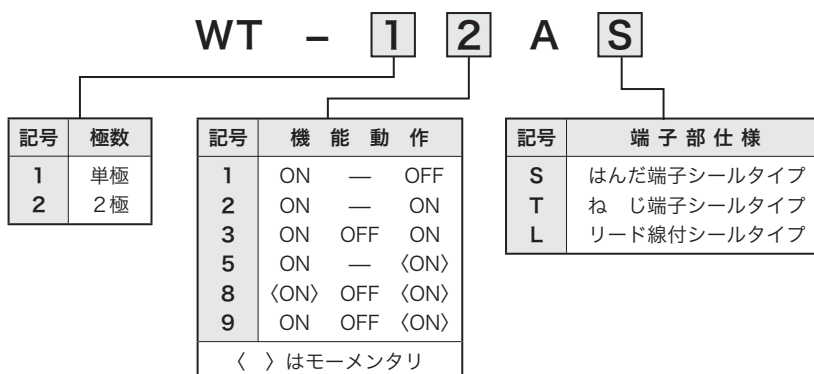 WT － 1 2 A S
記号 極数
1 単極
2 2極
記号 機能動作
1 ON — OFF
2 ON — ON
3 ON OFF ON
5 ON — 〈ON〉
8 〈ON〉 OFF 〈ON〉
9 ON OFF 〈ON〉
〈　〉はモーメンタリ
記号 端子部仕様
S はんだ端子シールタイプ
T ね　じ端子シールタイプ
L リード線付シールタイプ